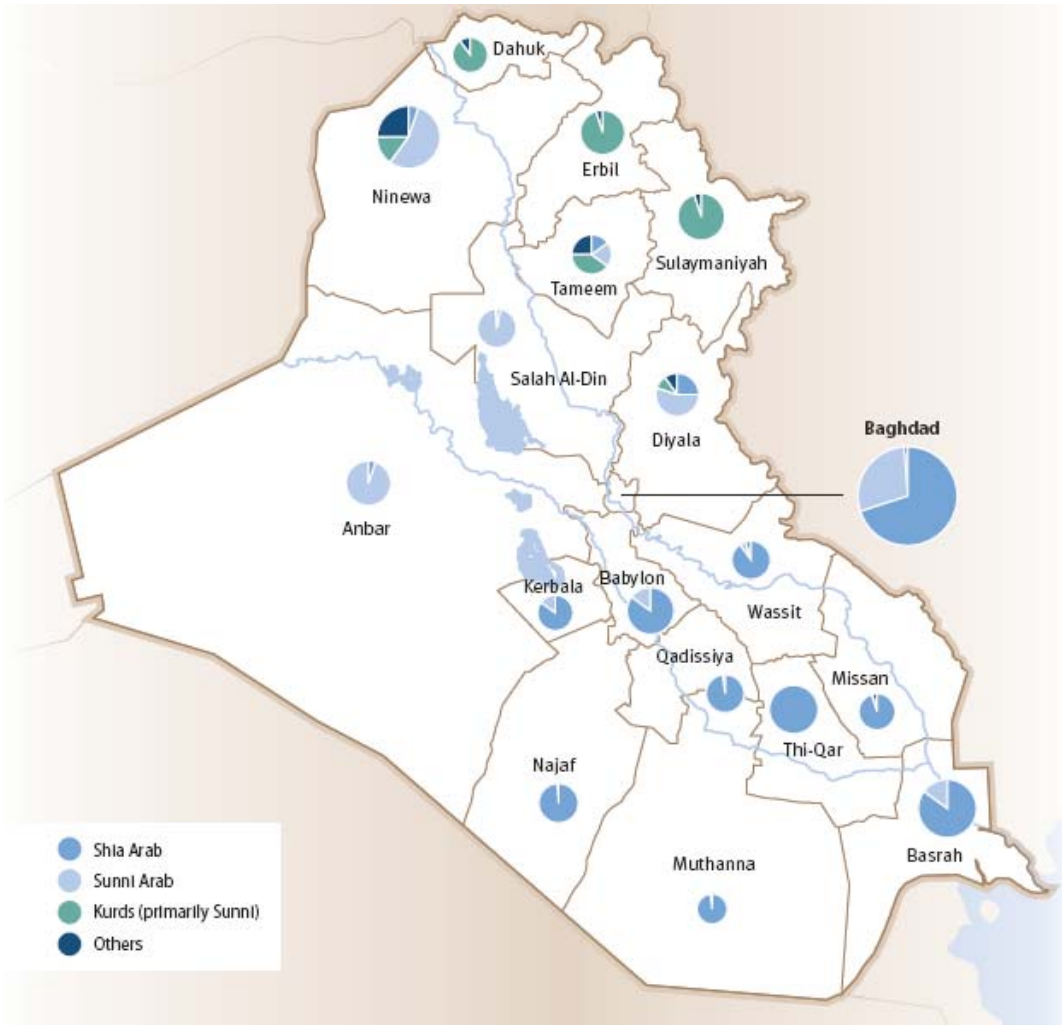 Dahuk
Ninewa
Erbil
Sulaymaniyah
Tameem
Salah Al-Din
Diyala
Baghdad
Anbar
Kerbala
Babylon
Wassit
Qadissiya
Missan
Thi-Qar
Najaf
Basrah
Muthanna
Shia Arab
Sunni Arab
Kurds (primarily Sunni)
Others